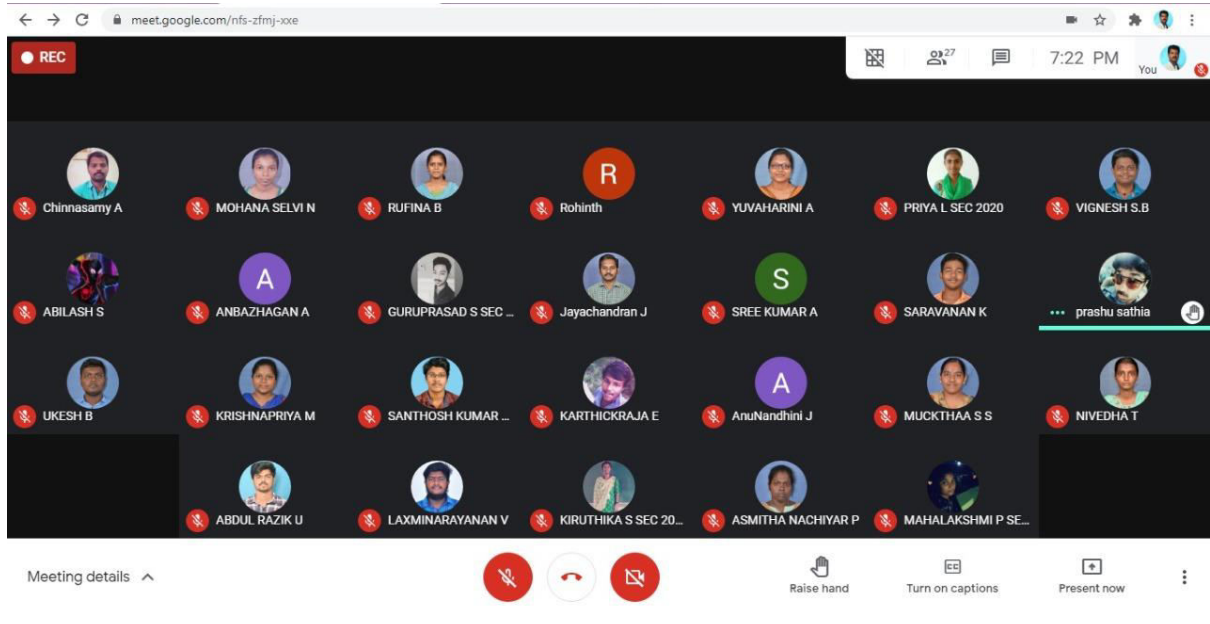 meet.google.com/nfs-zfmj-xxe
REC
27
7:22 PM
You
Chinnasamy A
MOHANA SELVI N
RUFINA B
R
Rohinth
YUVAHARINI A
PRIYA L SEC 2020
VIGNESH S.B
ABILASH S
A
ANBAZHAGAN A
GURUPRASAD S SEC ...
Jayachandran J
S
SREE KUMAR A
SARAVANAN K
prashu sathia
UKESH B
KRISHNAPRIYA M
SANTHOSH KUMAR ...
KARTHICKRAJA E
A
AnuNandhini J
MUCKTHAA S S
NIVEDHA T
ABDUL RAZIK U
LAXMINARAYANAN V
KIRUTHIKA S SEC 20...
ASMITHA NACHIYAR P
MAHALAKSHMI P SE...
Meeting details
Raise hand
CC
Turn on captions
Present now